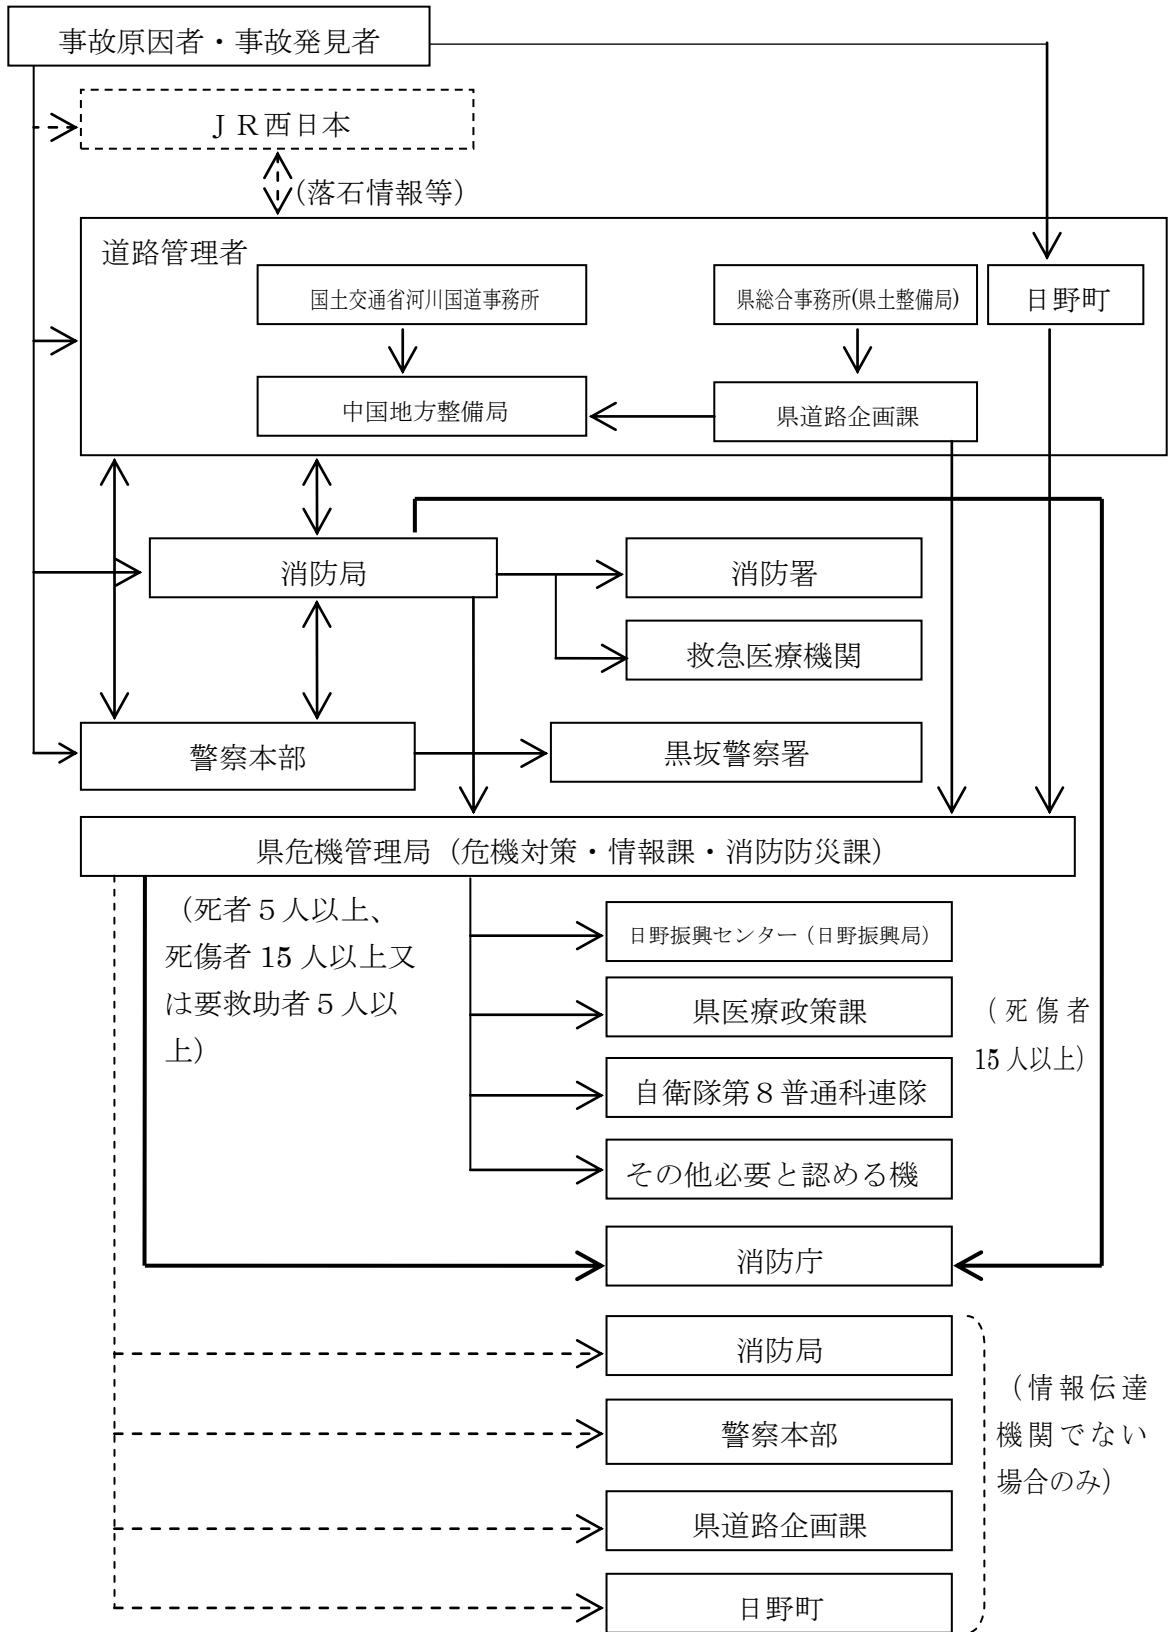 事故原因者・事故発見者
ＪＲ西日本
(落石情報等)
道路管理者
国土交通省河川国道事務所
県総合事務所(県土整備局)
日野町
中国地方整備局
県道路企画課
消防局
消防署
救急医療機関
警察本部
黒坂警察署
県危機管理局（危機対策・情報課・消防防災課）
（死者５人以上、
死傷者 15 人以上又
は要救助者５人以
上）
日野振興センター（日野振興局）
県医療政策課
（死傷者
15 人以上）
自衛隊第８普通科連隊
その他必要と認める機
消防庁
消防局
（情報伝達
機関でない
場合のみ）
警察本部
県道路企画課
日野町